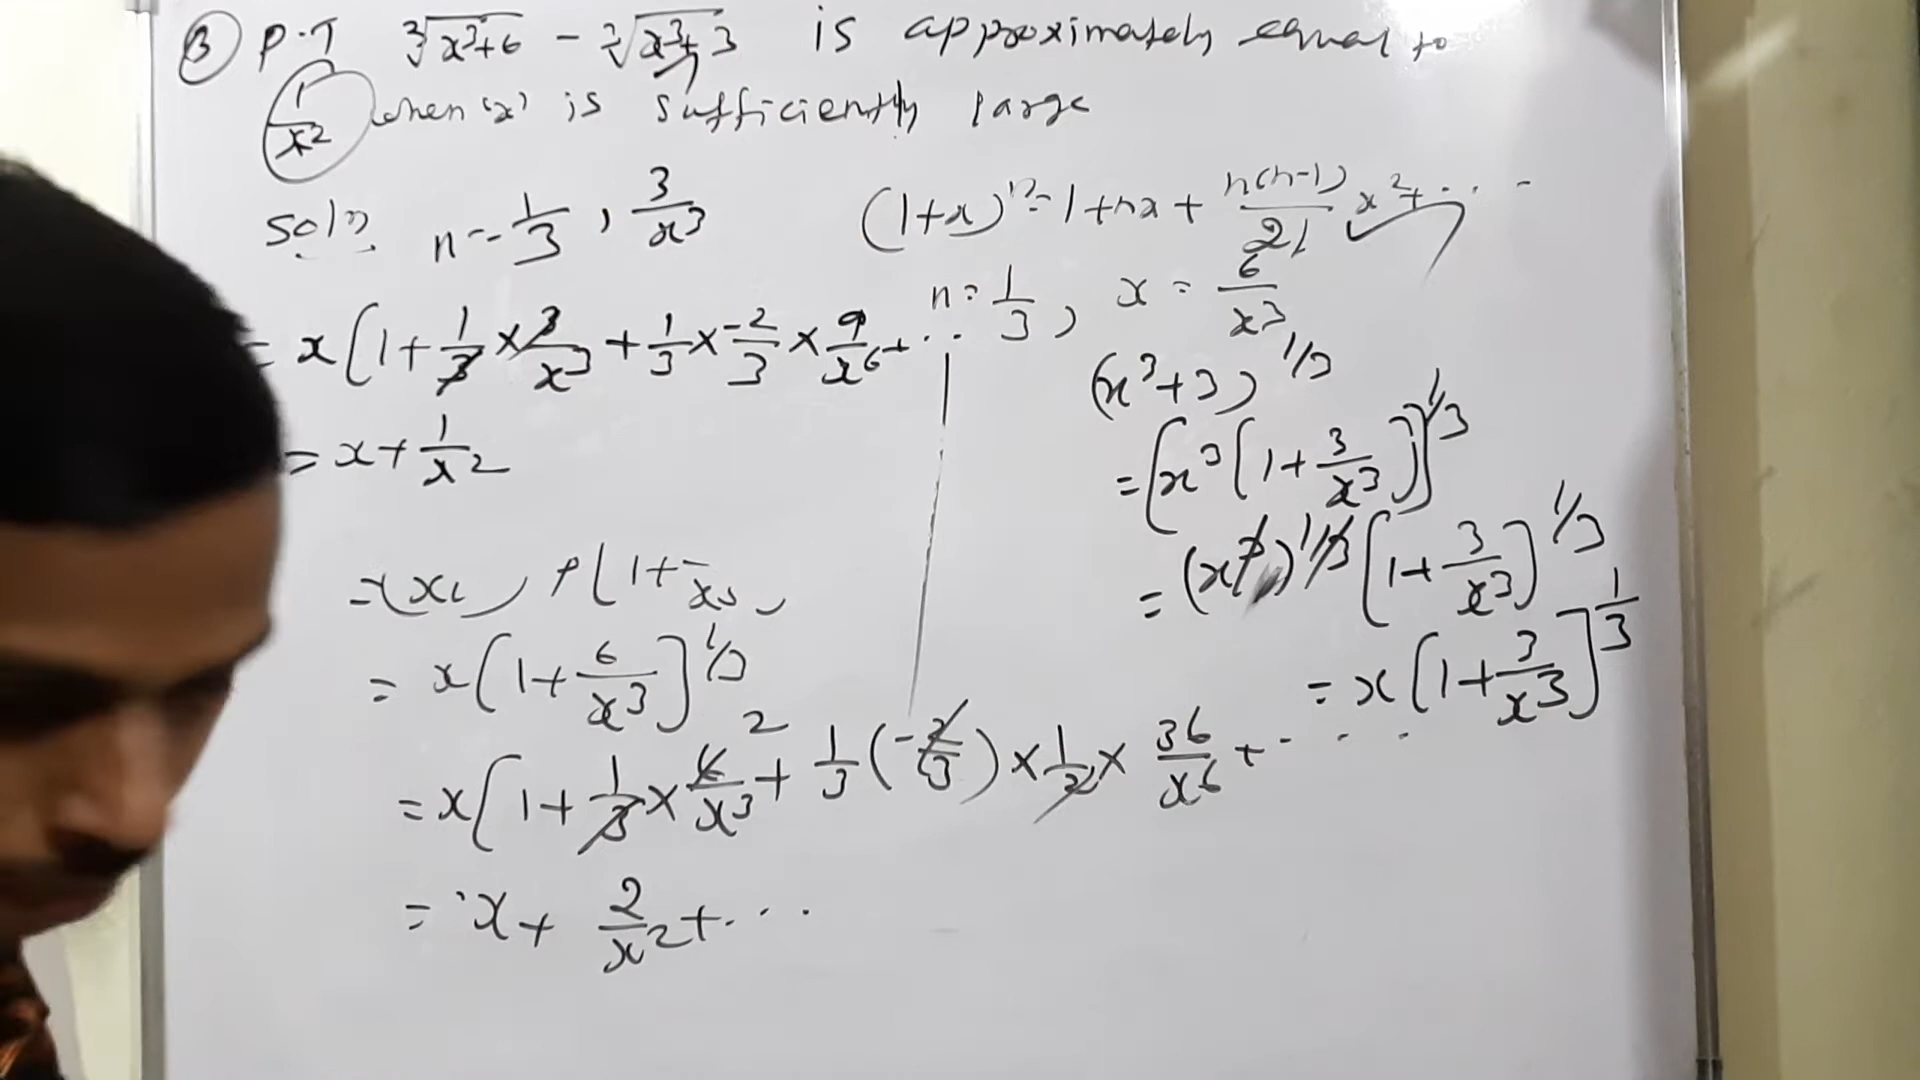 ③ P.T ∛x³+6 - ∛x³+3 is approximately equal to
1/x² when 'x' is sufficiently large
Soln n=1/3, 3/x³
(1+x)ⁿ = 1+nx+ n(n-1)/2! x²+...
n=1/3, x=6/x³
= x[1+1/3×3/x³+1/3×-2/3×9/x⁶+...
= x+1/x²
(x³+3)^1/3
=[x³[1+3/x³]]^1/3
=(x³)^1/3[1+3/x³]^1/3
=x[1+3/x³]^1/3
=x[1+6/x³]^1/3
=x[1+1/3×6/x³ 2+1/3(-2/3)×1/2×36/x⁶+.....
=x+2/x²+...